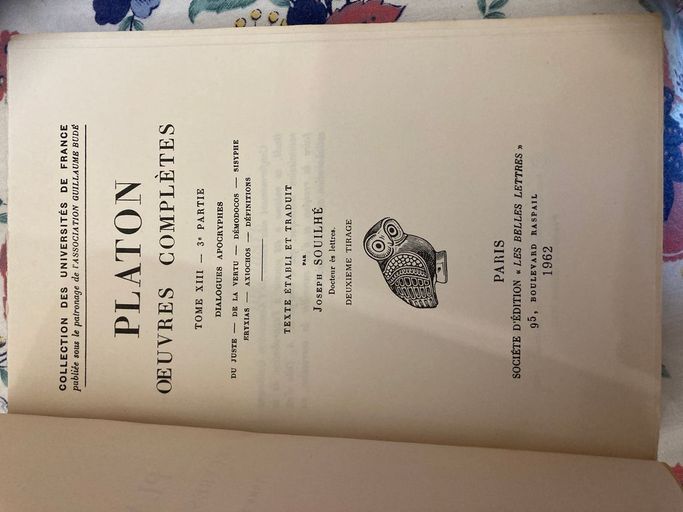 COLLECTION DES UNIVERSITÉS DE FRANCE
publiée sous le patronage de l'ASSOCIATION GUILLAUME BUDÉ
PLATON
ŒUVRES COMPLÈTES
TOME XIII — 3e PARTIE
DIALOGUES APOCRYPHES
DU JUSTE — DE LA VERTU — DÉMODOCOS — SISYPHE
ERYXIAS — AXIOCHOS — DÉFINITIONS
TEXTE ÉTABLI ET TRADUIT
PAR
JOSEPH SOUILHÉ
Docteur ès lettres.
DEUXIÈME TIRAGE
PARIS
SOCIÉTÉ D'ÉDITION « LES BELLES LETTRES »
95, BOULEVARD RASPAIL
1962